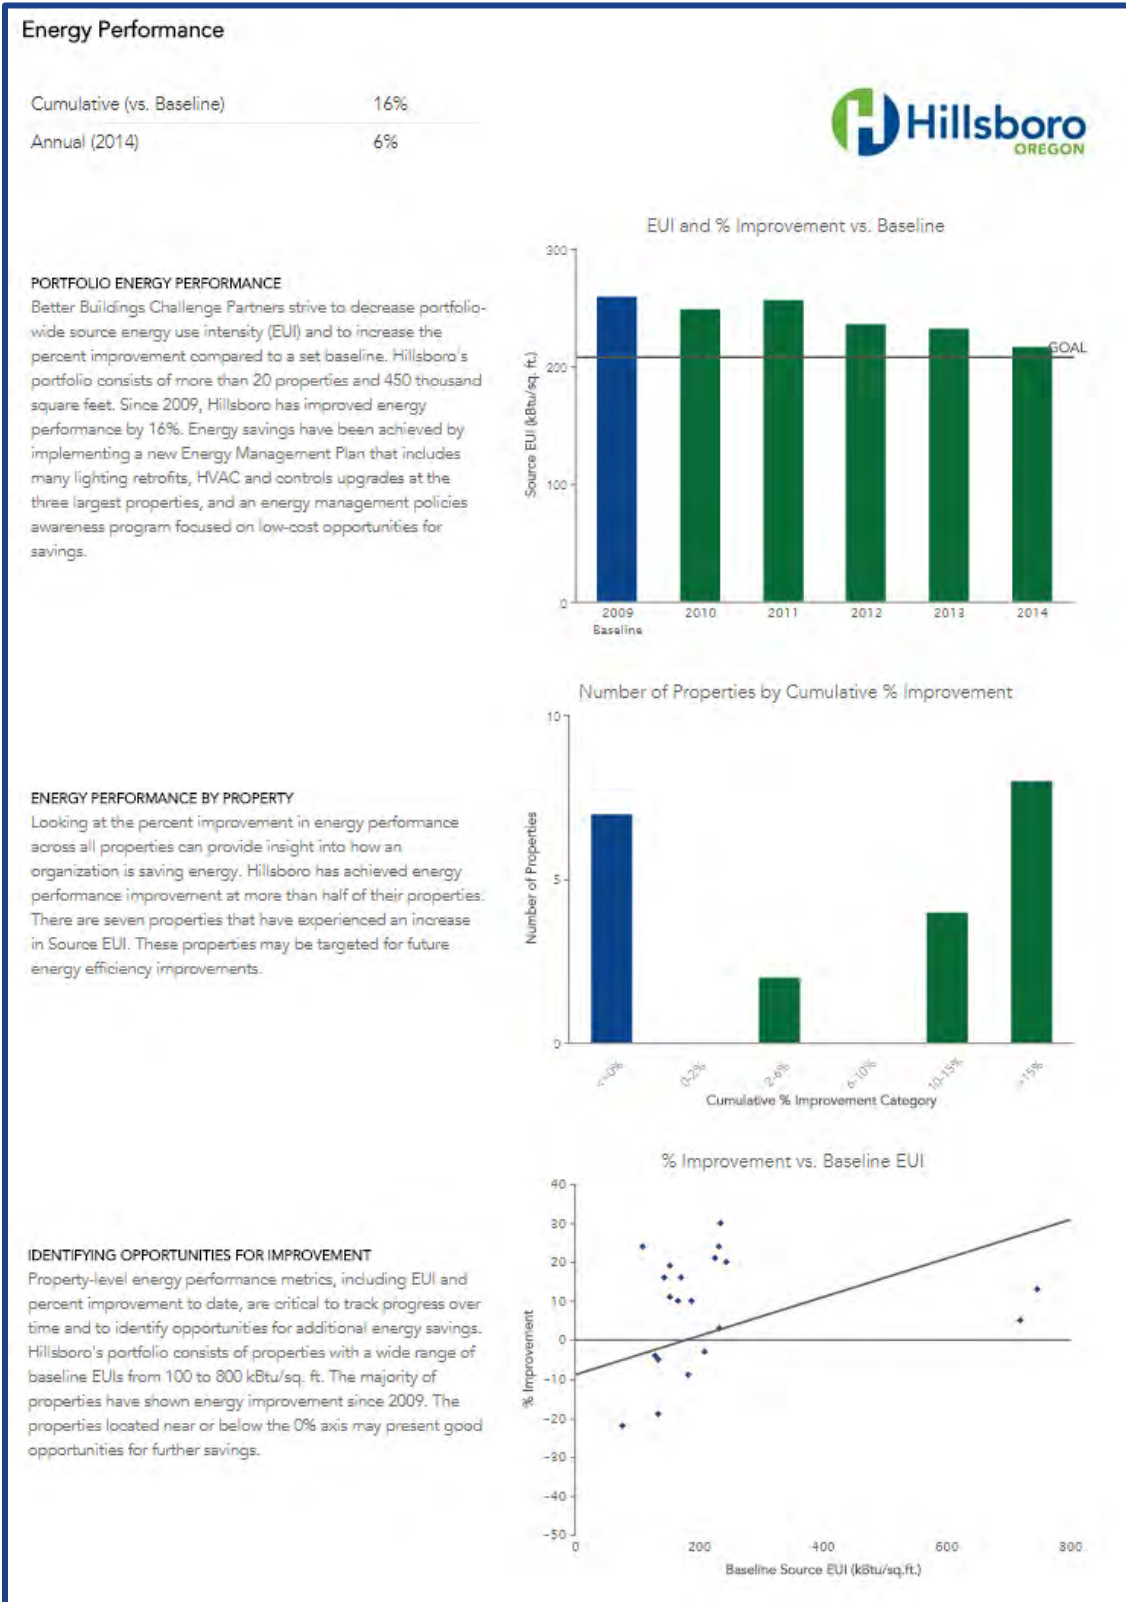 Energy Performance
Cumulative (vs. Baseline) 16%
Annual (2014) 6%
Hillsboro
OREGON
PORTFOLIO ENERGY PERFORMANCE
Better Buildings Challenge Partners strive to decrease portfolio-
wide source energy use intensity (EUI) and to increase the
percent improvement compared to a set baseline. Hillsboro's
portfolio consists of more than 20 properties and 450 thousand
square feet. Since 2009, Hillsboro has improved energy
performance by 16%. Energy savings have been achieved by
implementing a new Energy Management Plan that includes
many lighting retrofits, HVAC and controls upgrades at the
three largest properties, and an energy management policies
awareness program focused on low-cost opportunities for
savings.
EUI and % Improvement vs. Baseline
Source EUI (kBtu/sq. ft.)
300
200
100
0
GOAL
2009 2010 2011 2012 2013 2014
Baseline
ENERGY PERFORMANCE BY PROPERTY
Looking at the percent improvement in energy performance
across all properties can provide insight into how an
organization is saving energy. Hillsboro has achieved energy
performance improvement at more than half of their properties.
There are seven properties that have experienced an increase
in Source EUI. These properties may be targeted for future
energy efficiency improvements.
Number of Properties by Cumulative % Improvement
Number of Properties
10
5
0
<=0% 0-2% 2-6% 6-10% 10-15% >15%
Cumulative % Improvement Category
IDENTIFYING OPPORTUNITIES FOR IMPROVEMENT
Property-level energy performance metrics, including EUI and
percent improvement to date, are critical to track progress over
time and to identify opportunities for additional energy savings.
Hillsboro's portfolio consists of properties with a wide range of
baseline EUIs from 100 to 800 kBtu/sq. ft. The majority of
properties have shown energy improvement since 2009. The
properties located near or below the 0% axis may present good
opportunities for further savings.
% Improvement vs. Baseline EUI
% Improvement
40
30
20
10
0
-10
-20
-30
-40
-50
0 200 400 600 800
Baseline Source EUI (kBtu/sq.ft.)